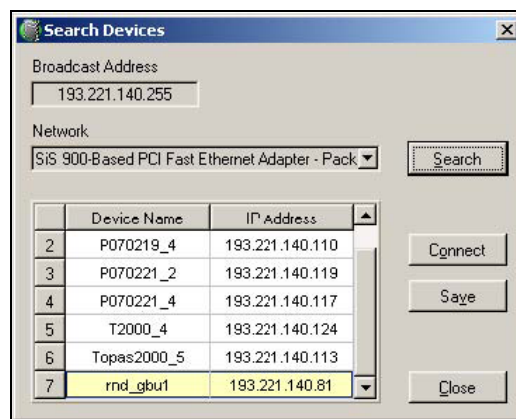 Search Devices
Broadcast Address
193.221.140.255
Network
SiS 900-Based PCI Fast Ethernet Adapter - Pack
Search
Device Name IP Address
2 P070219_4 193.221.140.110
3 P070221_2 193.221.140.119
4 P070221_4 193.221.140.117
5 T2000_4 193.221.140.124
6 Topas2000_5 193.221.140.113
7 rnd_gbu1 193.221.140.81
Connect
Save
Close